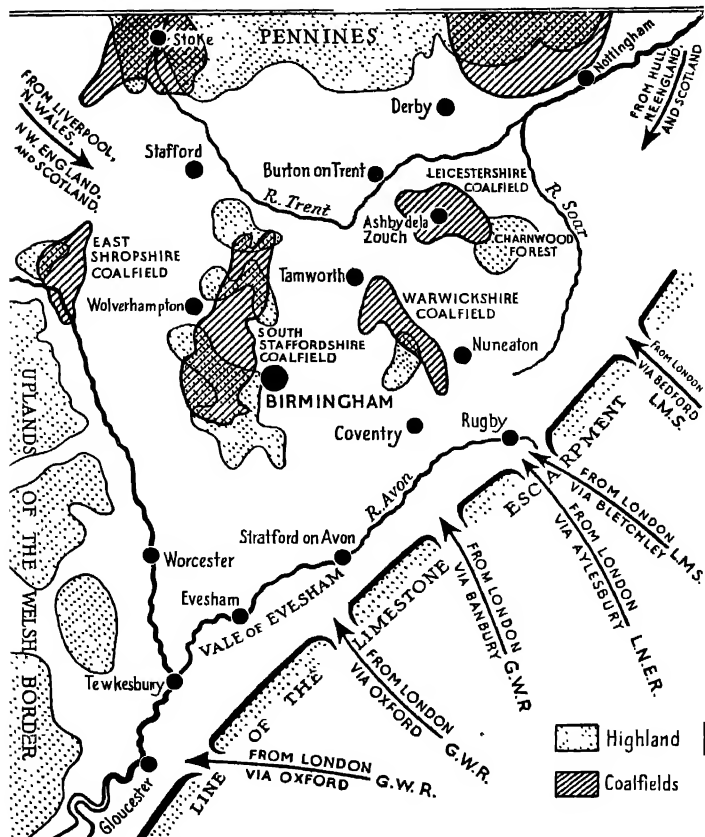 Stoke
PENNINES
Nottingham
FROM HULL
N.E. ENGLAND
AND SCOTLAND
FROM LIVERPOOL,
N. WALES,
N.W. ENGLAND,
AND SCOTLAND.
Derby
Stafford
Burton on Trent
LEICESTERSHIRE
COALFIELD
R. Trent
Ashby de la
Zouch
R. Soar
CHARNWOOD
FOREST
EAST
SHROPSHIRE
COALFIELD
Tamworth
Wolverhampton
WARWICKSHIRE
COALFIELD
SOUTH
STAFFORDSHIRE
COALFIELD
Nuneaton
BIRMINGHAM
FROM LONDON
VIA BEDFORD
L.M.S.
Coventry
Rugby
UPLANDS OF THE WELSH BORDER
R. Avon
LINE OF THE LIMESTONE ESCARPMENT
FROM LONDON
VIA BLETCHLEY L.M.S.
FROM LONDON
VIA AYLESBURY L.N.E.R.
FROM LONDON
VIA BANBURY G.W.R
Stratford on Avon
Worcester
Evesham
VALE OF EVESHAM
FROM LONDON
VIA OXFORD G.W.R.
Tewkesbury
FROM LONDON
VIA OXFORD G.W.R.
Gloucester
Highland
Coalfields